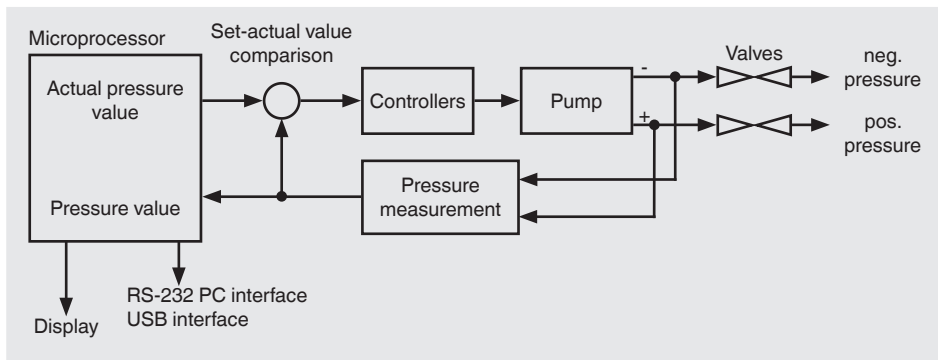 Microprocessor
Set-actual value
comparison
Actual pressure
value
Controllers
Pump
-
+
Valves
neg.
pressure
pos.
pressure
Pressure
measurement
Pressure value
RS-232 PC interface
USB interface
Display